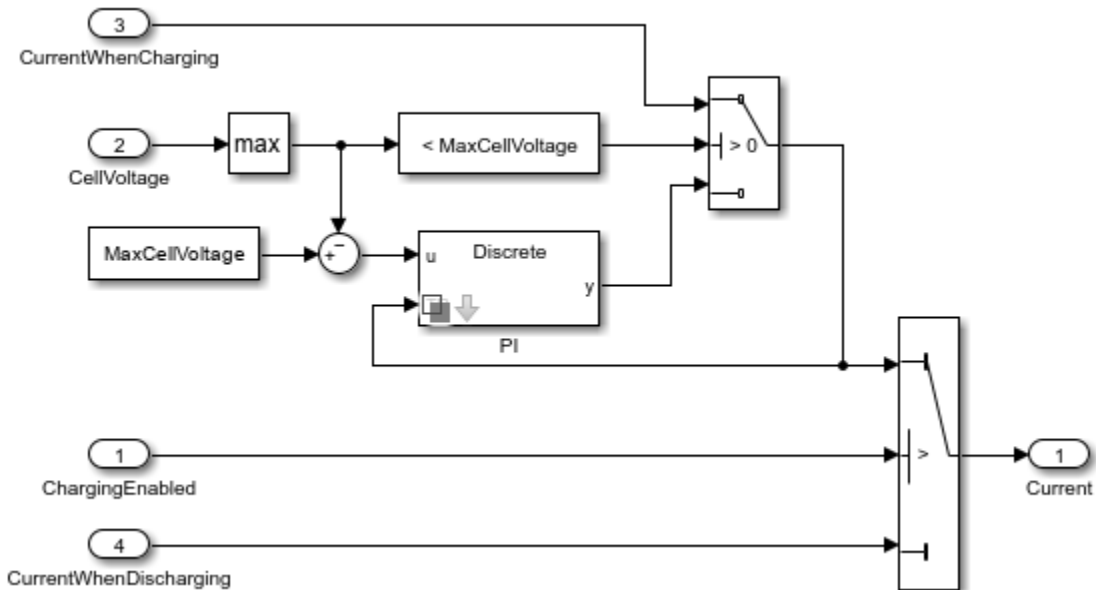 3
CurrentWhenCharging
2
CellVoltage
max
< MaxCellVoltage
> 0
MaxCellVoltage
+
−
u
Discrete
y
PI
1
ChargingEnabled
>
1
Current
4
CurrentWhenDischarging